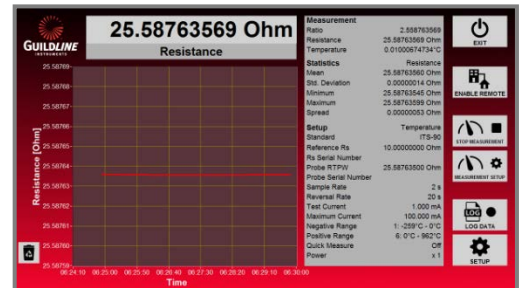 GUILDLINE
INSTRUMENTS
25.58763569 Ohm
Resistance
Resistance [Ohm]
25.58769
25.58768
25.58767
25.58766
25.58765
25.58764
25.58763
25.58762
25.58761
25.58760
25.58759
06:24:10 06:25:00 06:25:50 06:26:40 06:27:30 06:28:20 06:29:10 06:30:00
Time
Measurement
Ratio 2.558763569
Resistance 25.58763569 Ohm
Temperature 0.01000674734°C
Statistics Resistance
Mean 25.58763560 Ohm
Std. Deviation 0.00000014 Ohm
Minimum 25.58763545 Ohm
Maximum 25.58763599 Ohm
Spread 0.00000053 Ohm
Setup Temperature
Standard ITS-90
Reference Rs 10.00000000 Ohm
Rs Serial Number
Probe RTPW 25.58763500 Ohm
Probe Serial Number
Sample Rate 2 s
Reversal Rate 20 s
Test Current 1.000 mA
Maximum Current 100.000 mA
Negative Range 1: -259°C - 0°C
Positive Range 6: 0°C - 962°C
Quick Measure Off
Power x 1
EXIT
ENABLE REMOTE
STOP MEASUREMENT
MEASUREMENT SETUP
LOG
LOG DATA
SETUP